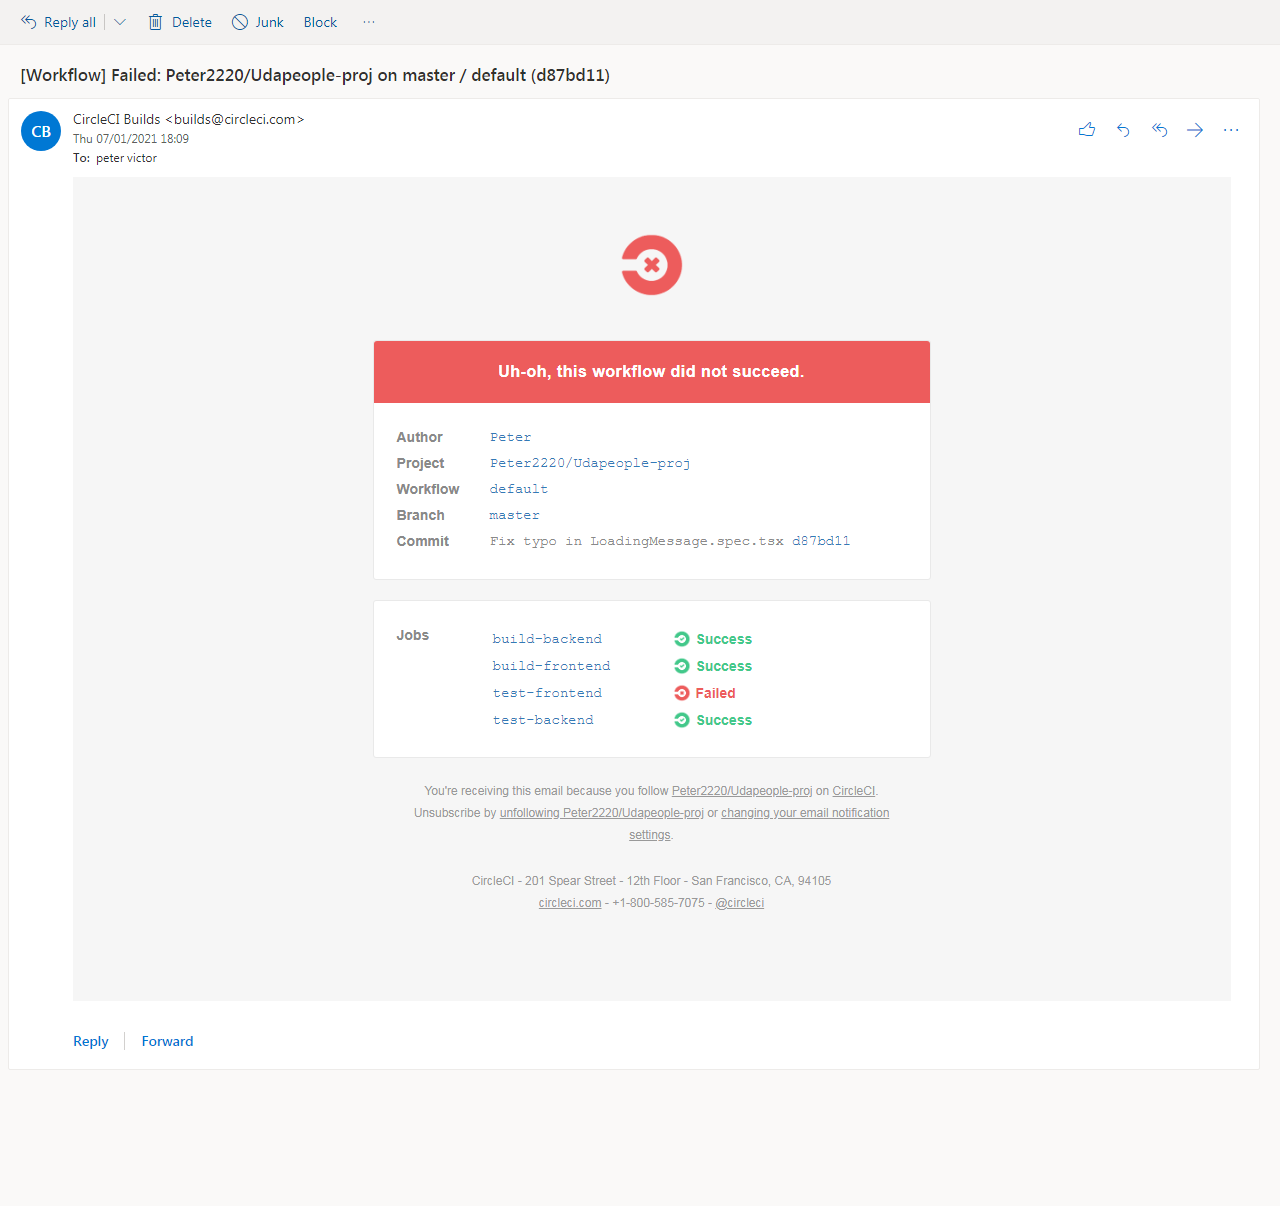 Reply all
Delete
Junk
Block
[Workflow] Failed: Peter2220/Udapeople-proj on master / default (d87bd11)
CB
CircleCI Builds <builds@circleci.com>
Thu 07/01/2021 18:09
To: peter victor
Uh-oh, this workflow did not succeed.
Author Peter
Project Peter2220/Udapeople-proj
Workflow default
Branch master
Commit Fix typo in LoadingMessage.spec.tsx d87bd11
Jobs
build-backend Success
build-frontend Success
test-frontend Failed
test-backend Success
You're receiving this email because you follow Peter2220/Udapeople-proj on CircleCI.
Unsubscribe by unfollowing Peter2220/Udapeople-proj or changing your email notification
settings.
CircleCI - 201 Spear Street - 12th Floor - San Francisco, CA, 94105
circleci.com - +1-800-585-7075 - @circleci
Reply
Forward